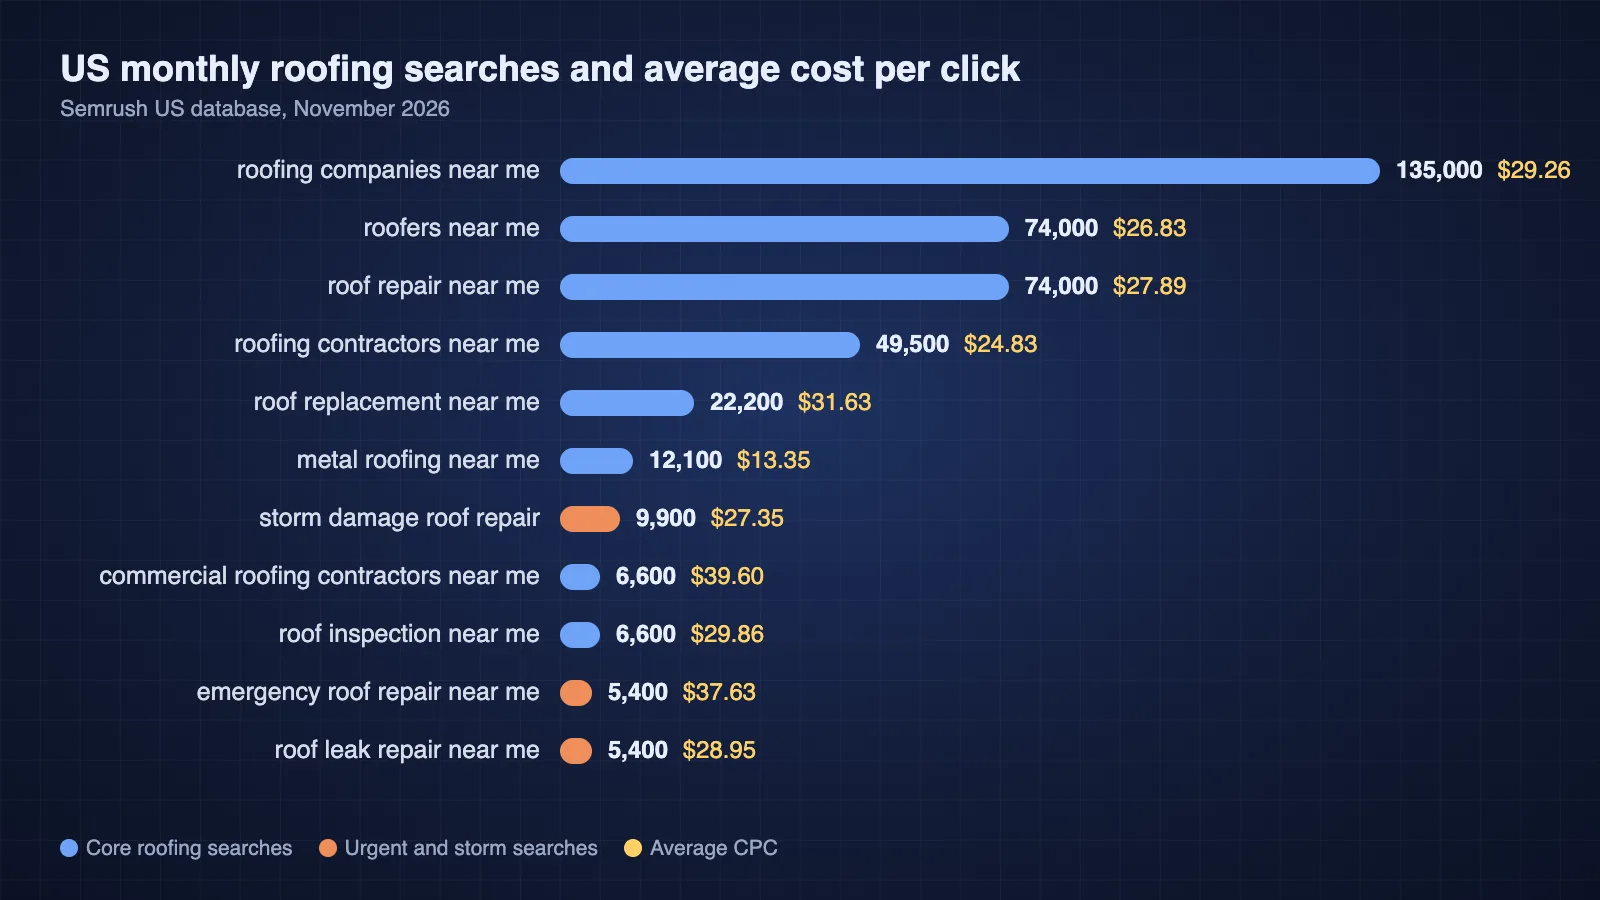 US monthly roofing searches and average cost per click
Semrush US database, November 2026
roofing companies near me 135,000 $29.26
roofers near me 74,000 $26.83
roof repair near me 74,000 $27.89
roofing contractors near me 49,500 $24.83
roof replacement near me 22,200 $31.63
metal roofing near me 12,100 $13.35
storm damage roof repair 9,900 $27.35
commercial roofing contractors near me 6,600 $39.60
roof inspection near me 6,600 $29.86
emergency roof repair near me 5,400 $37.63
roof leak repair near me 5,400 $28.95
Core roofing searches Urgent and storm searches Average CPC